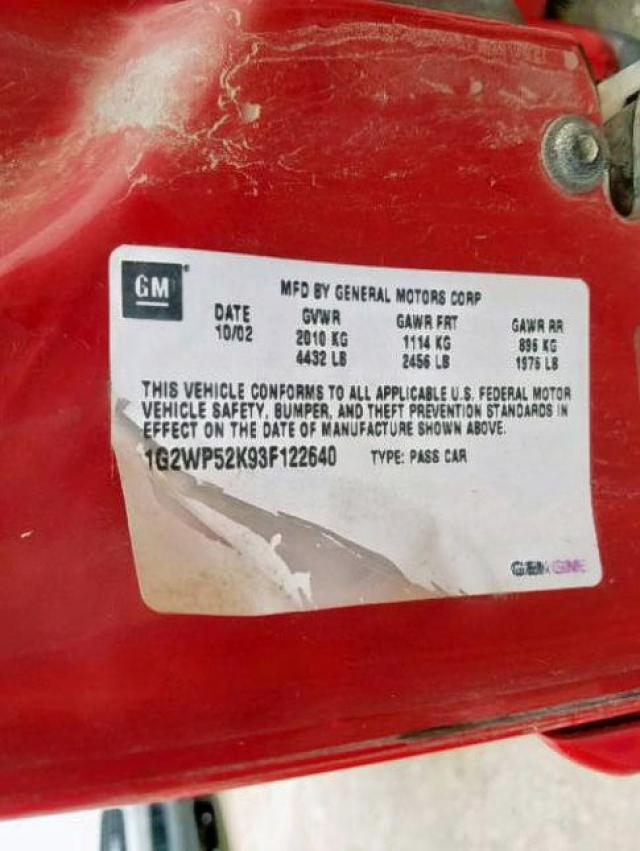 GM
MFD BY GENERAL MOTORS CORP
DATE GVWR GAWR FRT GAWR RR
10/02 2010 KG 1114 KG 896 KG
4432 LB 2456 LB 1976 LB
THIS VEHICLE CONFORMS TO ALL APPLICABLE U.S. FEDERAL MOTOR
VEHICLE SAFETY, BUMPER, AND THEFT PREVENTION STANDARDS IN
EFFECT ON THE DATE OF MANUFACTURE SHOWN ABOVE.
1G2WP52K93F122640 TYPE: PASS CAR